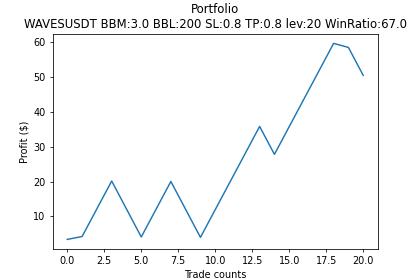 Portfolio
WAVESUSDT BBM:3.0 BBL:200 SL:0.8 TP:0.8 lev:20 WinRatio:67.0
Profit ($)
60
50
40
30
20
10
0.0 2.5 5.0 7.5 10.0 12.5 15.0 17.5 20.0
Trade counts